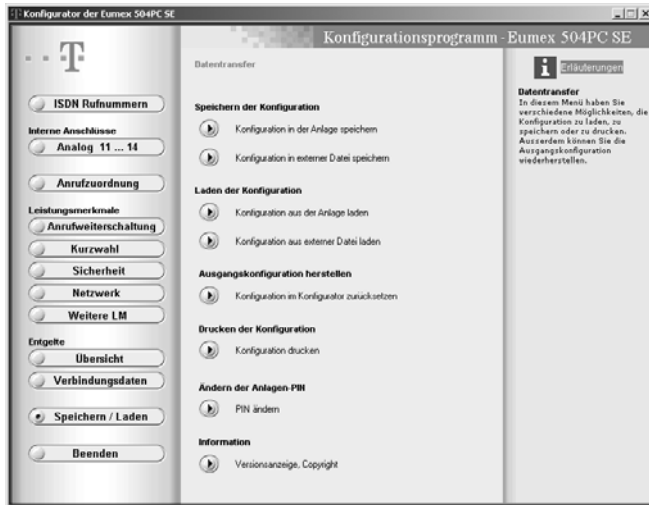 Konfigurator der Eumex 504PC SE
Konfigurationsprogramm - Eumex 504PC SE
T
ISDN Rufnummern
Interne Anschlüsse
Analog 11 ... 14
Anrufzuordnung
Leistungsmerkmale
Anrufweiterschaltung
Kurzwahl
Sicherheit
Netzwerk
Weitere LM
Entgelte
Übersicht
Verbindungsdaten
Speichern / Laden
Beenden
Datentransfer
Speichern der Konfiguration
Konfiguration in der Anlage speichern
Konfiguration in externer Datei speichern
Laden der Konfiguration
Konfiguration aus der Anlage laden
Konfiguration aus externer Datei laden
Ausgangskonfiguration herstellen
Konfiguration im Konfigurator zurücksetzen
Drucken der Konfiguration
Konfiguration drucken
Ändern der Anlagen-PIN
PIN ändern
Information
Versionsanzeige, Copyright
i Erläuterungen
Datentransfer
In diesem Menü haben Sie
verschiedene Möglichkeiten, die
Konfiguration zu laden, zu
speichern oder zu drucken.
Ausserdem können Sie die
Ausgangskonfiguration
wiederherstellen.